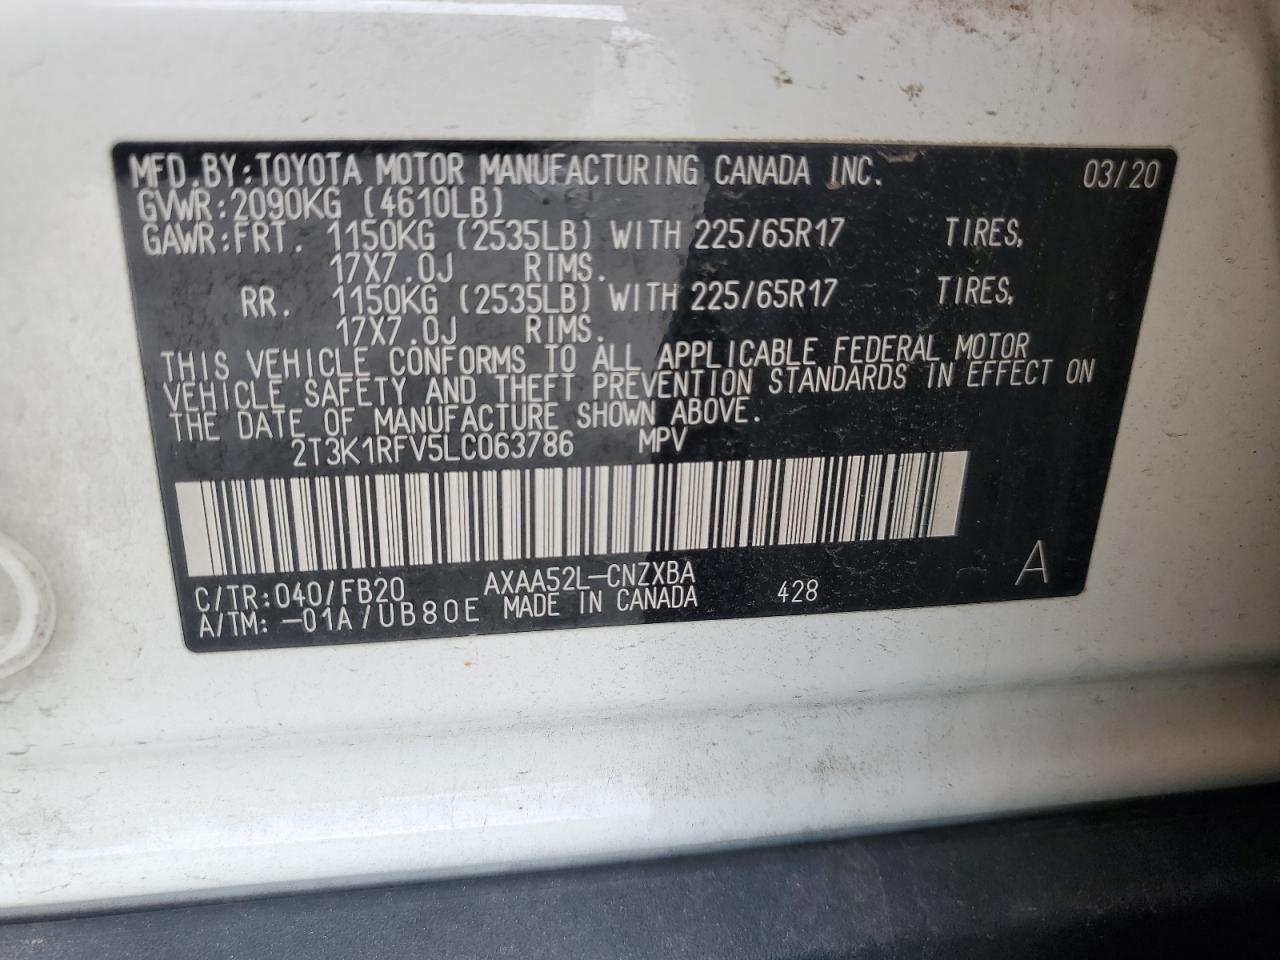 MFD.BY:TOYOTA MOTOR MANUFACTURING CANADA INC. 03/20
GVWR:2090KG (4610LB)
GAWR:FRT. 1150KG (2535LB) WITH 225/65R17 TIRES,
17X7.0J RIMS.
RR. 1150KG (2535LB) WITH 225/65R17 TIRES,
17X7.0J RIMS.
THIS VEHICLE CONFORMS TO ALL APPLICABLE FEDERAL MOTOR
VEHICLE SAFETY AND THEFT PREVENTION STANDARDS IN EFFECT ON
THE DATE OF MANUFACTURE SHOWN ABOVE.
2T3K1RFV5LC063786 MPV
C/TR:040/FB20 AXAA52L-CNZXBA 428 A
A/TM:-01A/UB80E MADE IN CANADA